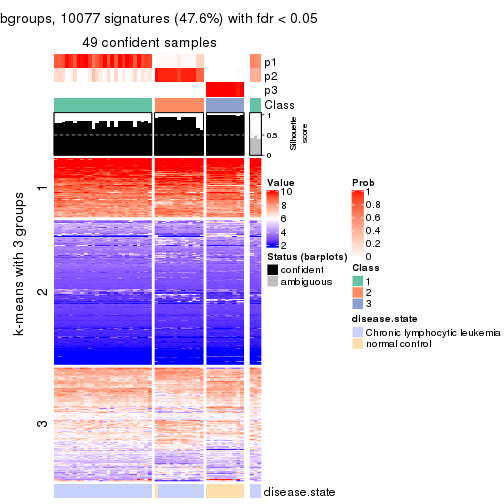 bgroups, 10077 signatures (47.6%) with fdr < 0.05
49 confident samples
p1
p2
p3
Class
1
0.5
0
Silhouette
score
k-means with 3 groups
1
2
3
Value
10
8
6
4
2
Status (barplots)
confident
ambiguous
Prob
1
0.8
0.6
0.4
0.2
0
Class
1
2
3
disease.state
Chronic lymphocytic leukemia
normal control
disease.state